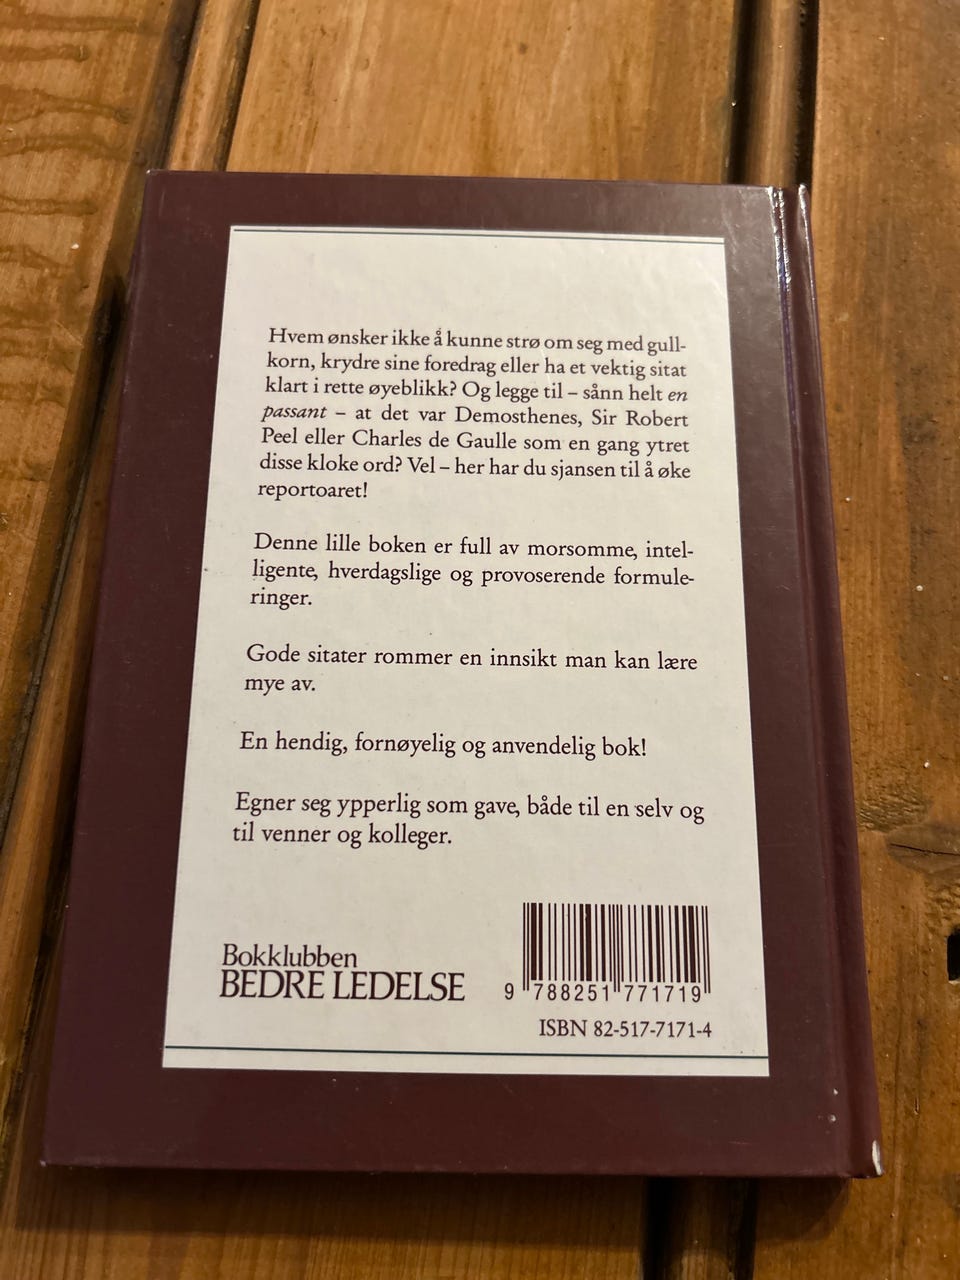 Hvem ønsker ikke å kunne strø om seg med gull-
korn, krydre sine foredrag eller ha et vektig sitat
klart i rette øyeblikk? Og legge til – sånn helt en
passant – at det var Demosthenes, Sir Robert
Peel eller Charles de Gaulle som en gang ytret
disse kloke ord? Vel – her har du sjansen til å øke
reportoaret!
Denne lille boken er full av morsomme, intel-
ligente, hverdagslige og provoserende formule-
ringer.
Gode sitater rommer en innsikt man kan lære
mye av.
En hendig, fornøyelig og anvendelig bok!
Egner seg ypperlig som gave, både til en selv og
til venner og kolleger.
Bokklubben
BEDRE LEDELSE
9 788251 771719
ISBN 82-517-7171-4